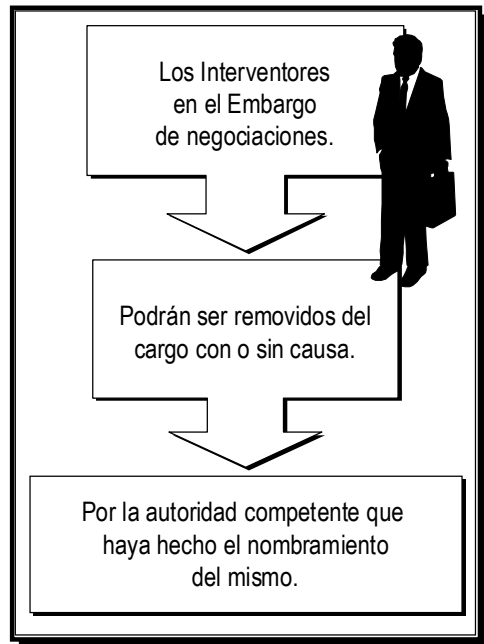 Los Interventores
en el Embargo
de negociaciones.
Podrán ser removidos del
cargo con o sin causa.
Por la autoridad competente que
haya hecho el nombramiento
del mismo.